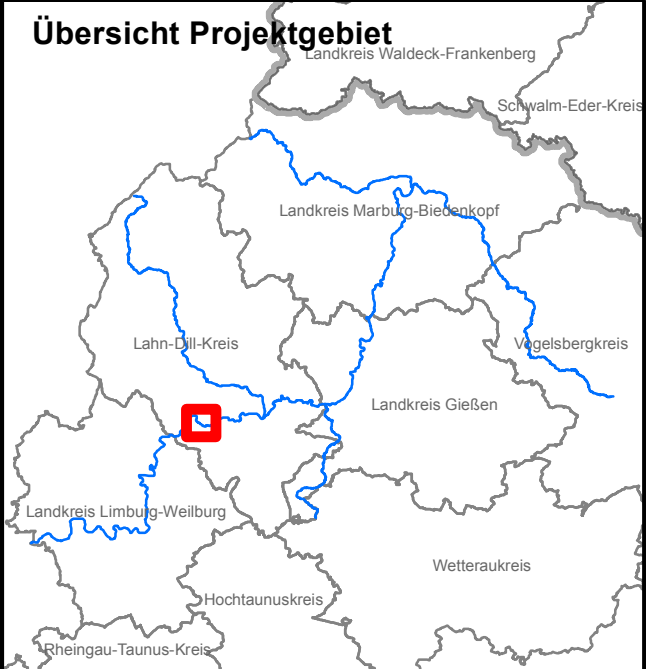 Übersicht Projektgebiet
Landkreis Waldeck-Frankenberg
Schwalm-Eder-Kreis
Landkreis Marburg-Biedenkopf
Lahn-Dill-Kreis
Vogelsbergkreis
Landkreis Gießen
Landkreis Limburg-Weilburg
Wetteraukreis
Hochtaunuskreis
Rheingau-Taunus-Kreis